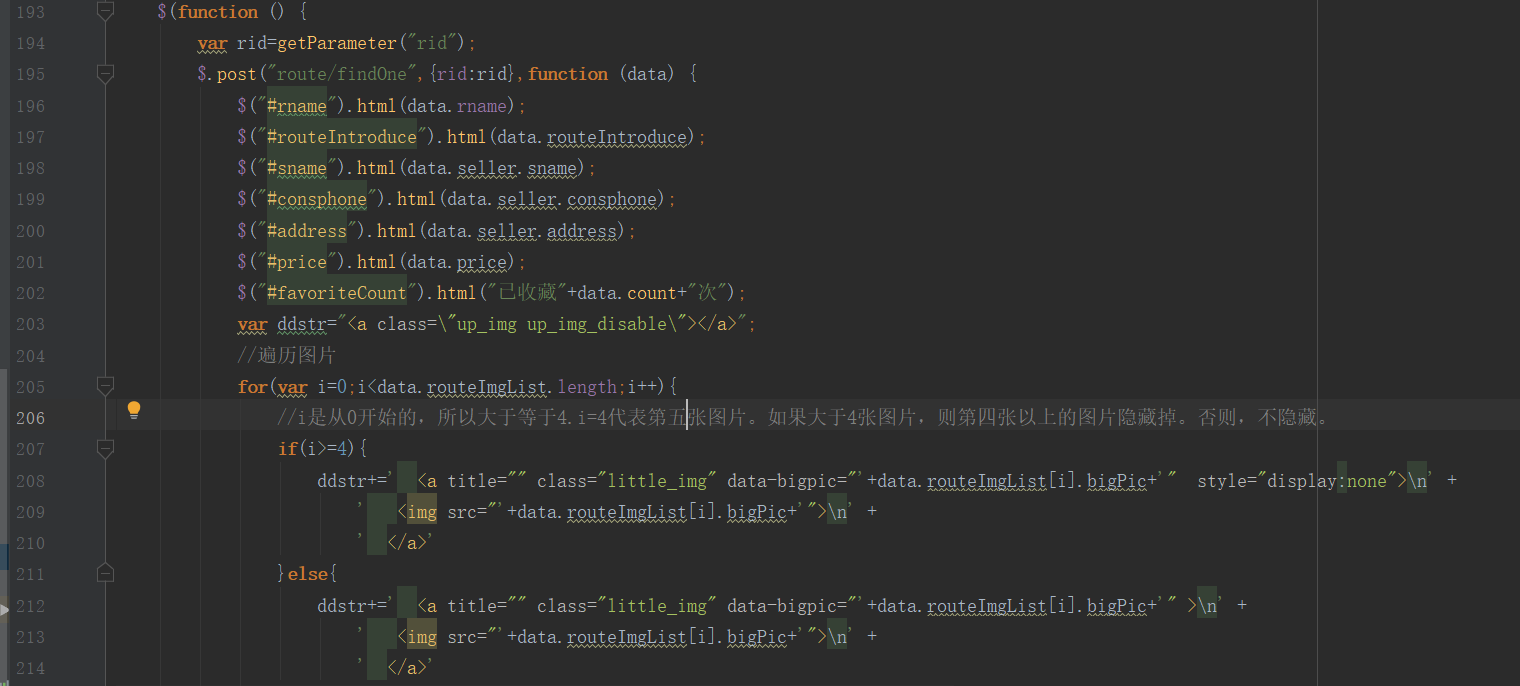 193 $(function () {
194 var rid=getParameter("rid");
195 $.post("route/findOne",{rid:rid},function (data) {
196 $("#rname").html(data.rname);
197 $("#routeIntroduce").html(data.routeIntroduce);
198 $("#sname").html(data.seller.sname);
199 $("#consphone").html(data.seller.consphone);
200 $("#address").html(data.seller.address);
201 $("#price").html(data.price);
202 $("#favoriteCount").html("已收藏"+data.count+"次");
203 var ddstr="<a class=\"up_img up_img_disable\"></a>";
204 //遍历图片
205 for(var i=0;i<data.routeImgList.length;i++){
206 //i是从0开始的，所以大于等于4.i=4代表第五张图片。如果大于4张图片，则第四张以上的图片隐藏掉。否则，不隐藏。
207 if(i>=4){
208 ddstr+='   <a title="" class="little_img" data-bigpic="'+data.routeImgList[i].bigPic+'"  style="display:none">\n' +
209 '   <img src="'+data.routeImgList[i].bigPic+'">\n' +
210 '  </a>'
211 }else{
212 ddstr+='   <a title="" class="little_img" data-bigpic="'+data.routeImgList[i].bigPic+'" >\n' +
213 '   <img src="'+data.routeImgList[i].bigPic+'">\n' +
214 '  </a>'